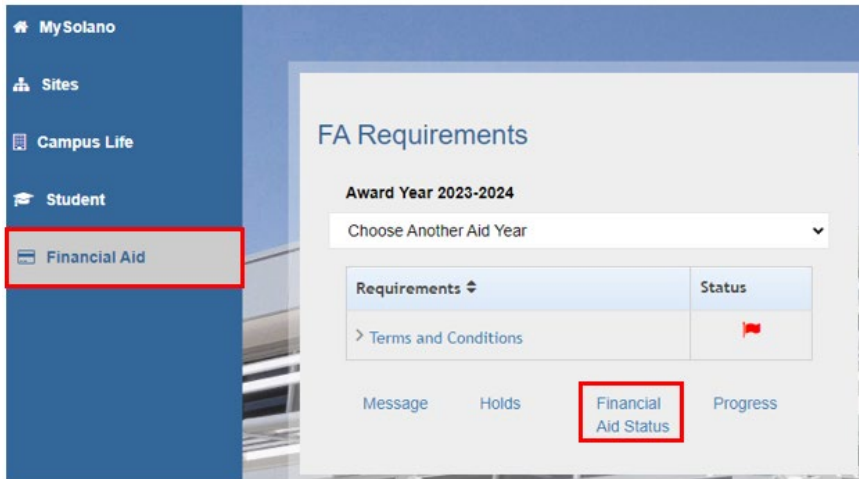 MySolano
Sites
Campus Life
Student
Financial Aid
FA Requirements
Award Year 2023-2024
Choose Another Aid Year
Requirements Status
Terms and Conditions
Message Holds Financial Progress
Aid Status